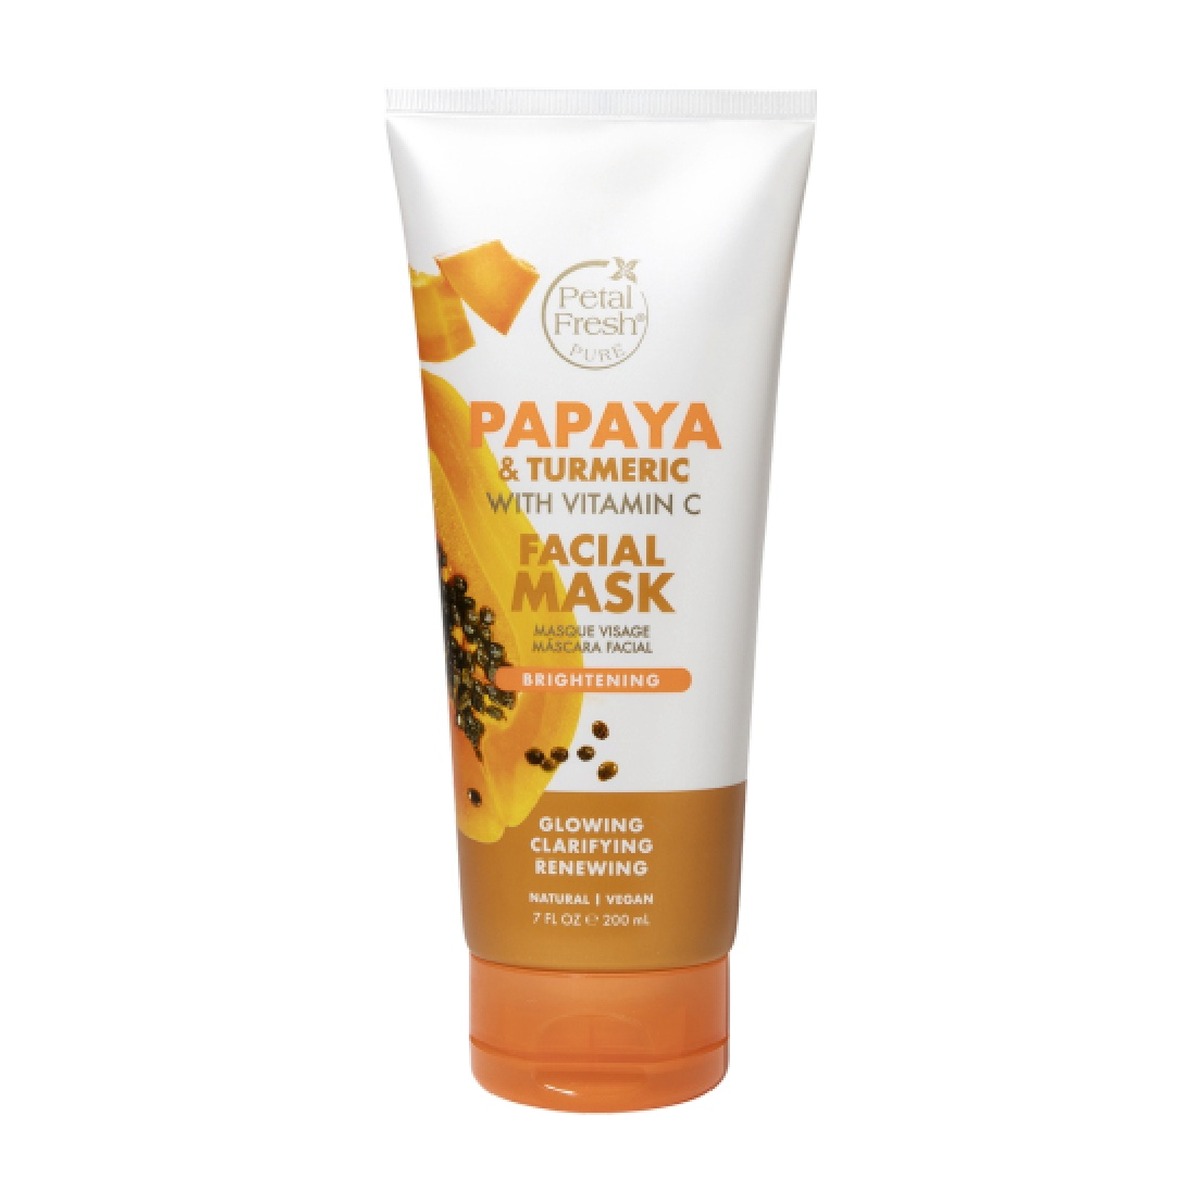 Petal
Fresh®
PURE
PAPAYA
& TURMERIC
WITH VITAMIN C
FACIAL
MASK
MASQUE VISAGE
MÁSCARA FACIAL
BRIGHTENING
GLOWING
CLARIFYING
RENEWING
NATURAL | VEGAN
7 FL OZ ℮ 200 mL